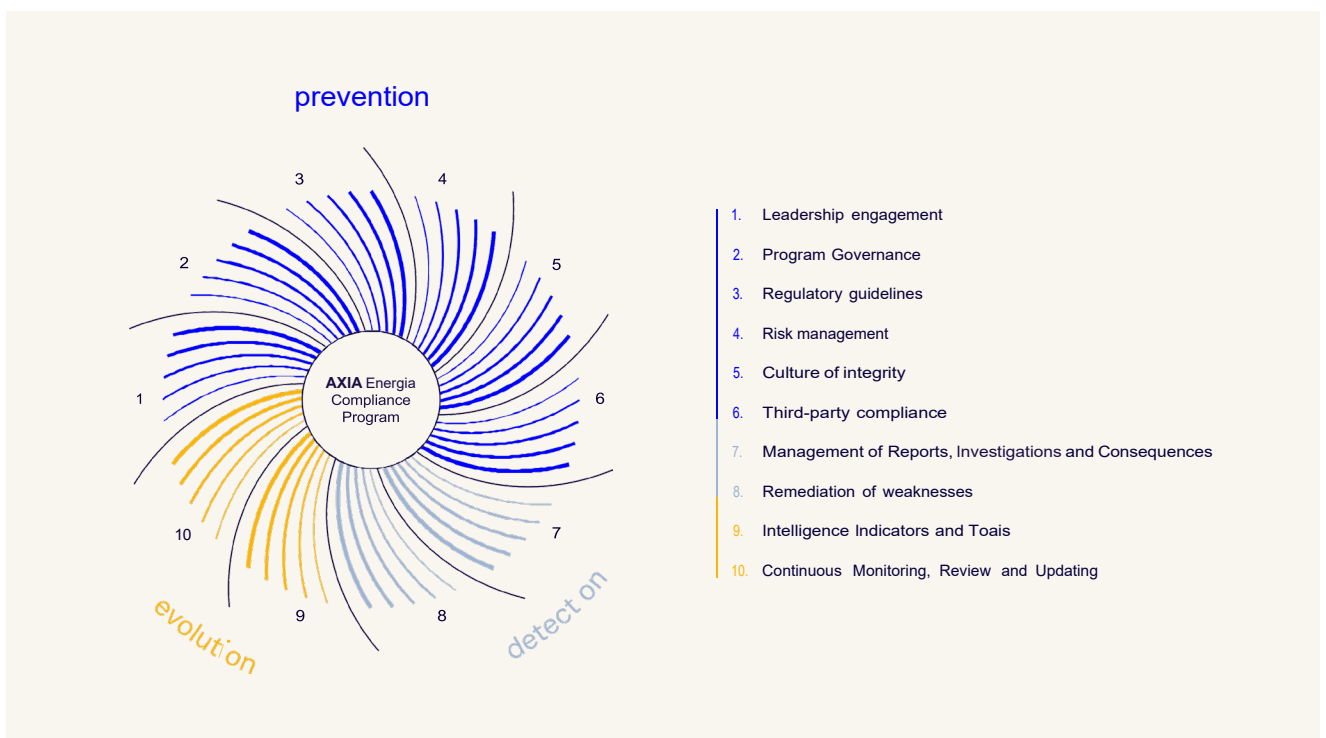 prevention
3
4
2
5
AXIA Energia
Compliance
Program
1
6
10
7
9
8
evolution
detect on
1. Leadership engagement
2. Program Governance
3. Regulatory guidelines
4. Risk management
5. Culture of integrity
6. Third-party compliance
7. Management of Reports, Investigations and Consequences
8. Remediation of weaknesses
9. Intelligence Indicators and Toais
10. Continuous Monitoring, Review and Updating